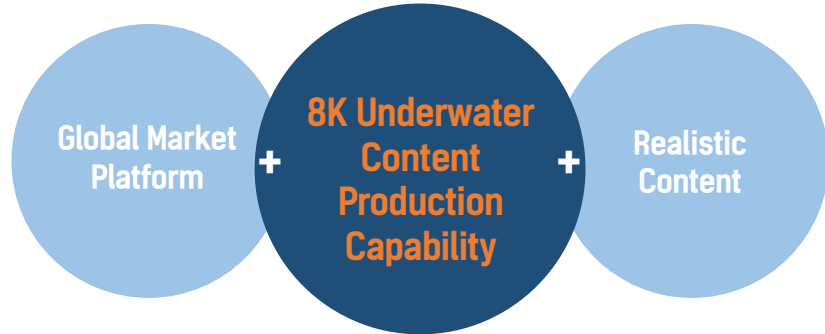 Global Market
Platform
+
8K Underwater
Content
Production
Capability
+
Realistic
Content